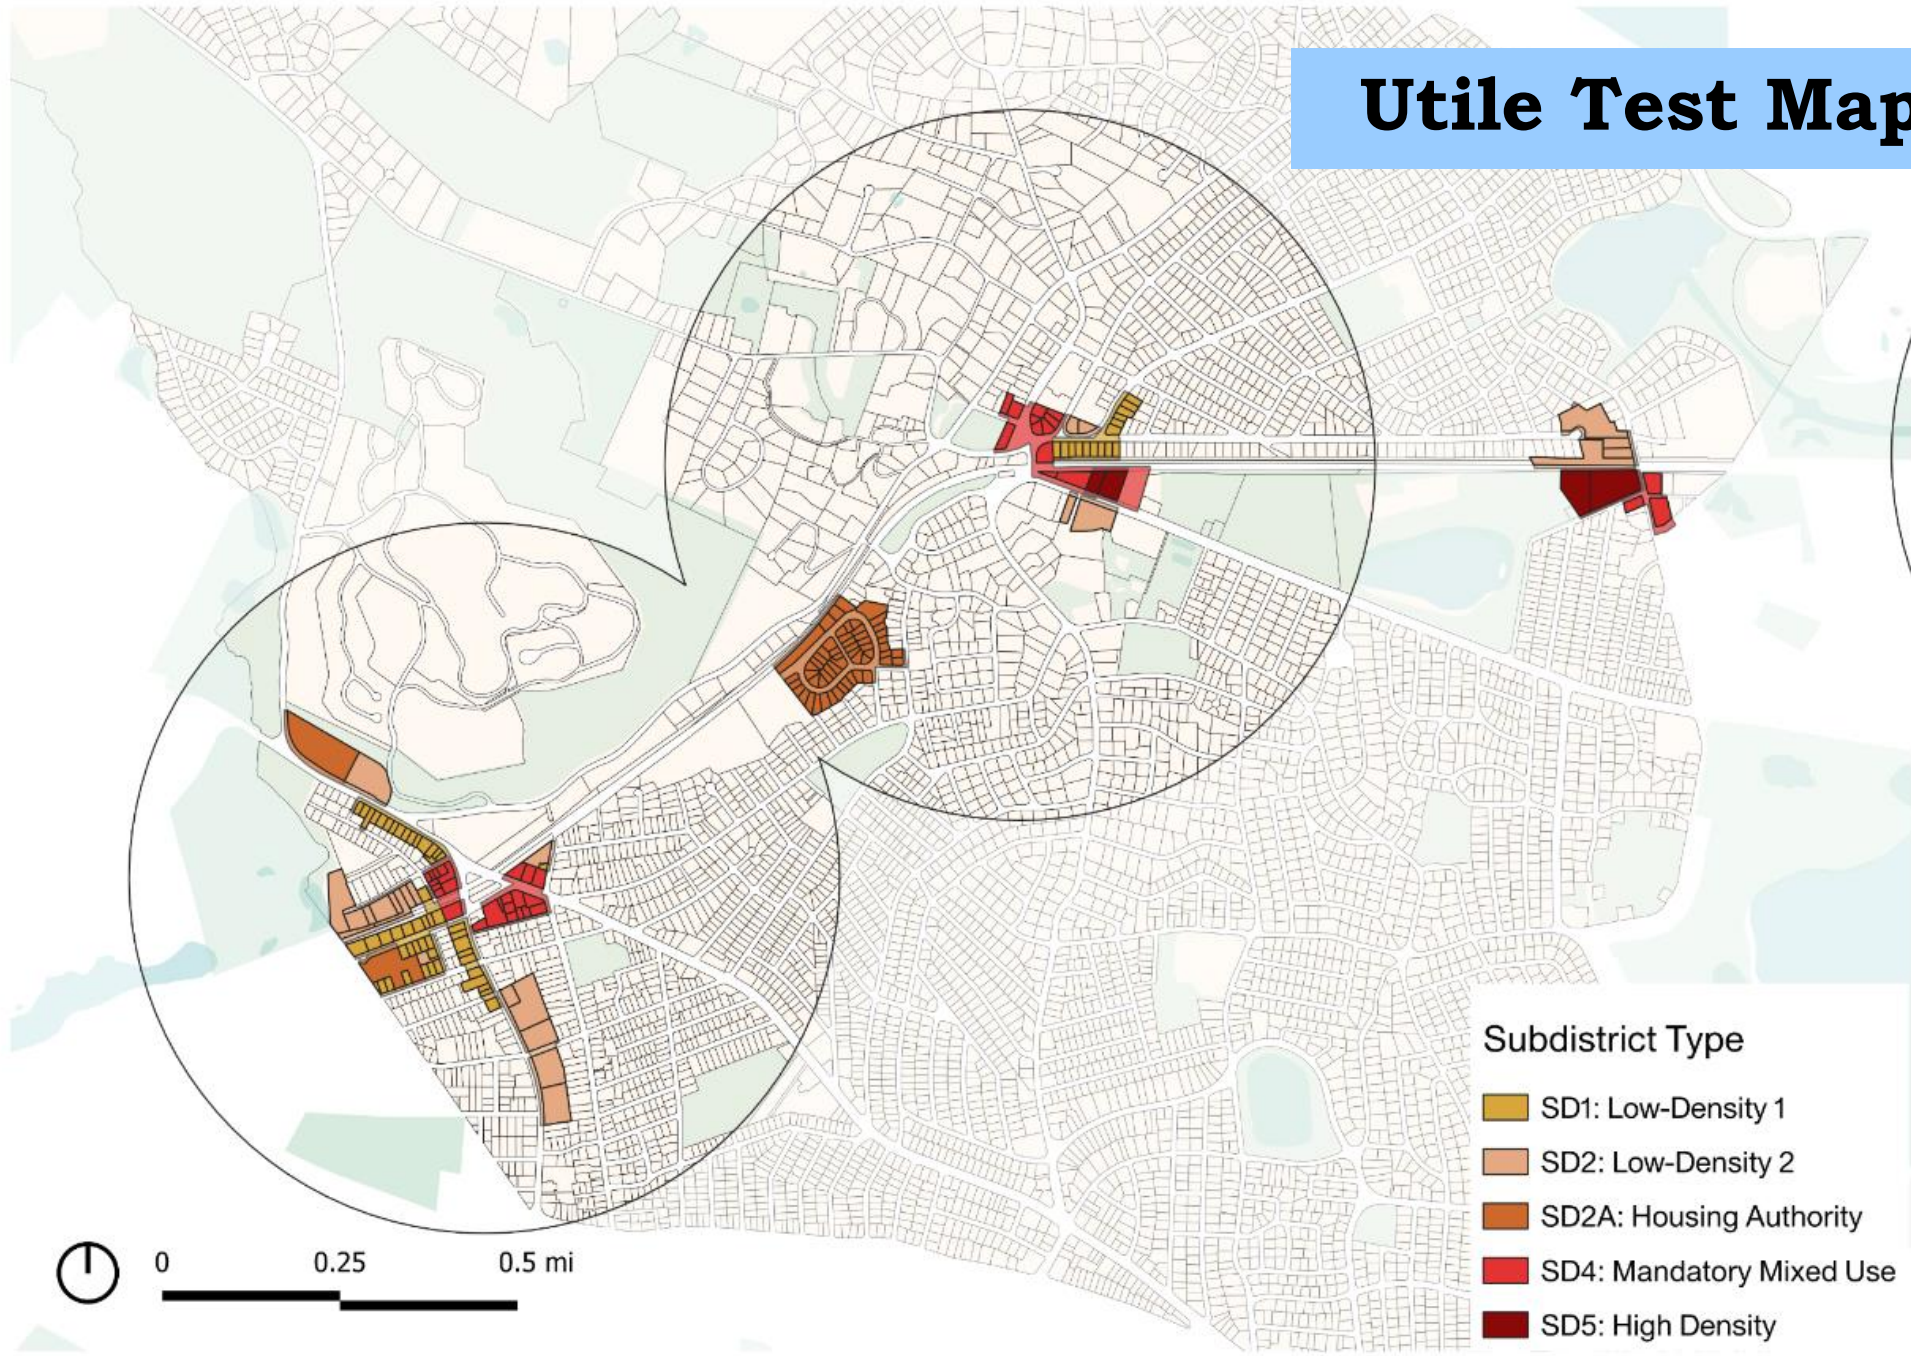 Utile Test Map
Subdistrict Type
SD1: Low-Density 1
SD2: Low-Density 2
SD2A: Housing Authority
SD4: Mandatory Mixed Use
SD5: High Density
0 0.25 0.5 mi